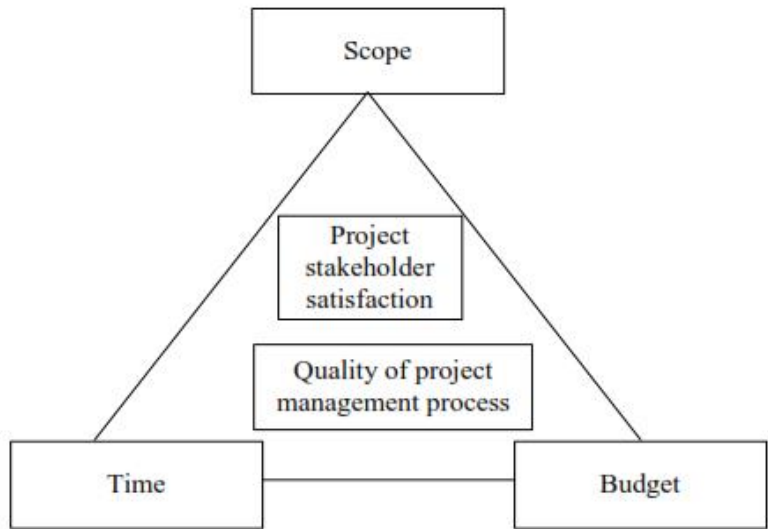 Scope
Project
stakeholder
satisfaction
Quality of project
management process
Time
Budget